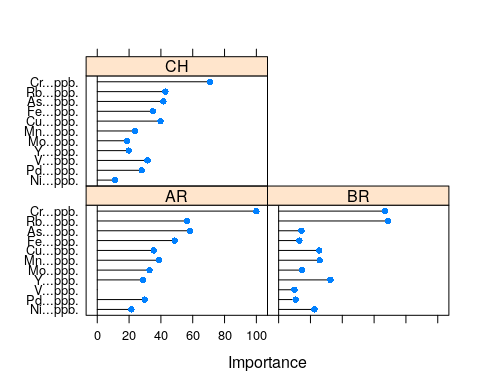 CH
Cr...ppb.
Rb...ppb.
As...ppb.
Fe...ppb.
Cu...ppb.
Mn...ppb.
Mo...ppb.
Y...ppb.
V...ppb.
Pd...ppb.
Ni...ppb.
AR BR
Cr...ppb.
Rb...ppb.
As...ppb.
Fe...ppb.
Cu...ppb.
Mn...ppb.
Mo...ppb.
Y...ppb.
V...ppb.
Pd...ppb.
Ni...ppb.
0 20 40 60 80 100
Importance